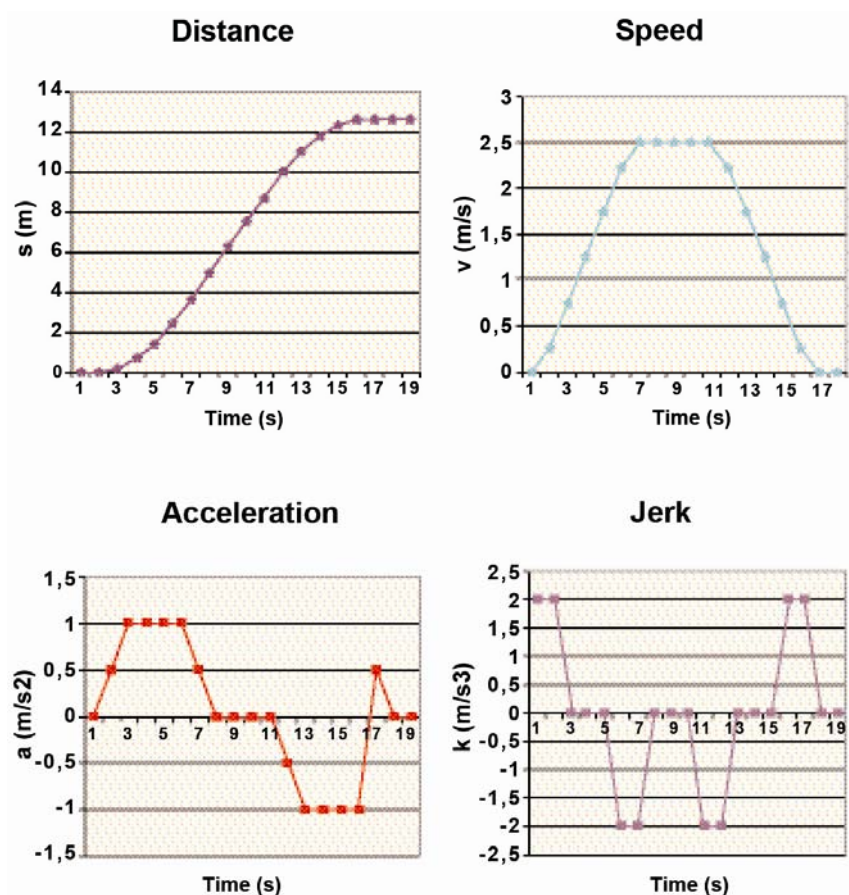 Distance
14
12
10
8
6
4
2
0
s (m)
1 3 5 7 9 11 13 15 17 19
Time (s)
Speed
3
2,5
2
1,5
1
0,5
0
v (m/s)
1 3 5 7 9 11 13 15 17
Time (s)
Acceleration
1,5
1
0,5
0
-0,5
-1
-1,5
a (m/s2)
1 3 5 7 9 11 13 15 17 19
Time (s)
Jerk
2,5
2
1,5
1
0,5
0
-0,5
-1
-1,5
-2
-2,5
k (m/s3)
1 3 5 7 9 11 13 15 17 19
Time (s)